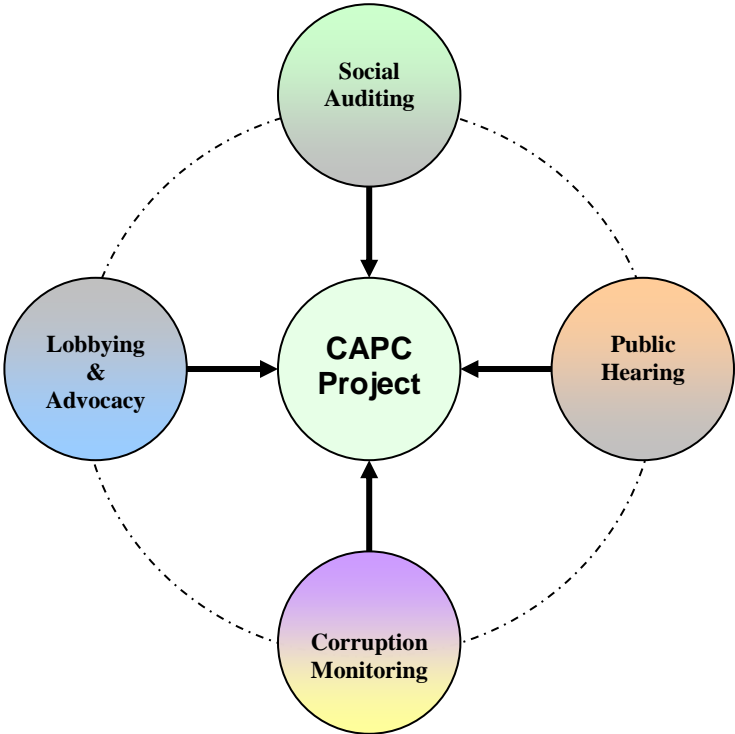 Social
Auditing
Lobbying
&
Advocacy
CAPC
Project
Public
Hearing
Corruption
Monitoring